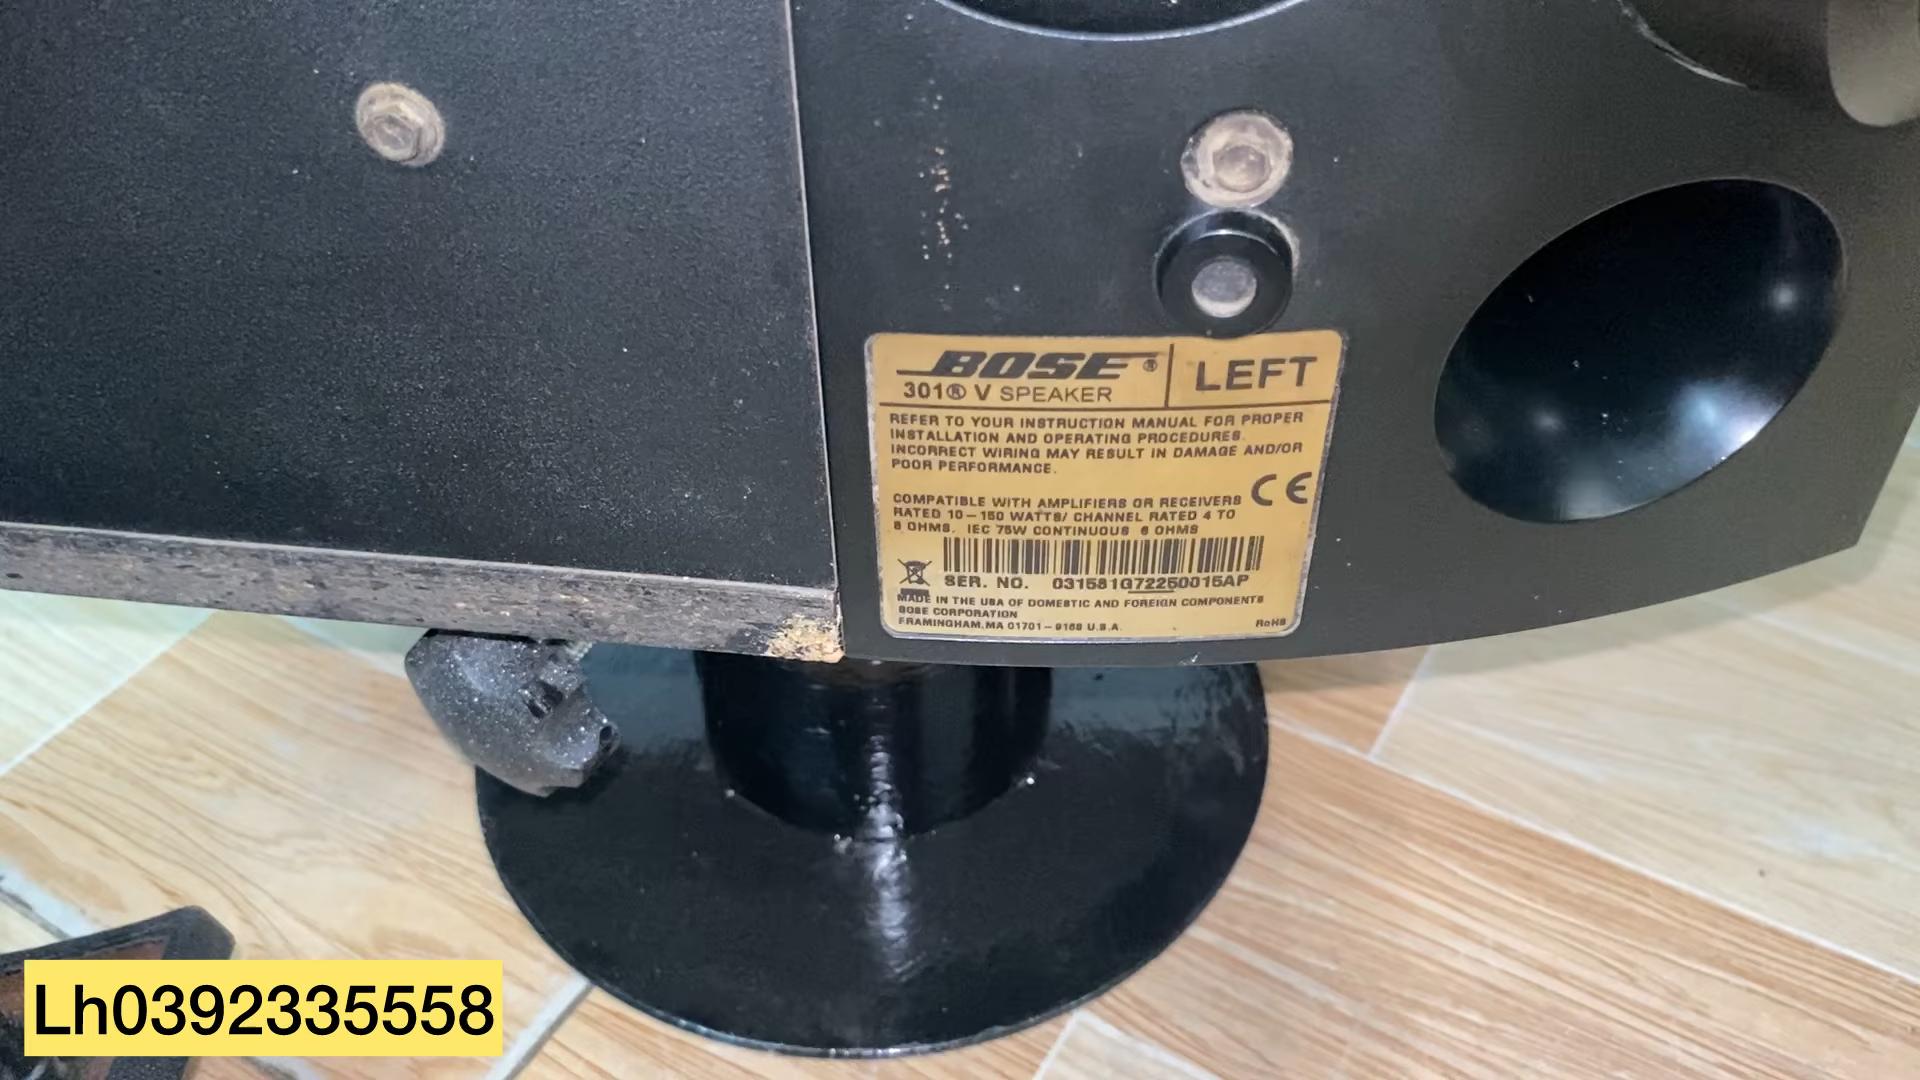 BOSE®
301® V SPEAKER
LEFT
REFER TO YOUR INSTRUCTION MANUAL FOR PROPER
INSTALLATION AND OPERATING PROCEDURES.
INCORRECT WIRING MAY RESULT IN DAMAGE AND/OR
POOR PERFORMANCE.
COMPATIBLE WITH AMPLIFIERS OR RECEIVERS
RATED 10-150 WATTS/ CHANNEL RATED 4 TO
8 OHMS. IEC 75W CONTINUOUS 6 OHMS
CE
SER. NO. 031581G72250015AP
MADE IN THE USA OF DOMESTIC AND FOREIGN COMPONENTS
BOSE CORPORATION
FRAMINGHAM,MA 01701-9168 U.S.A.
RoHS
Lh0392335558